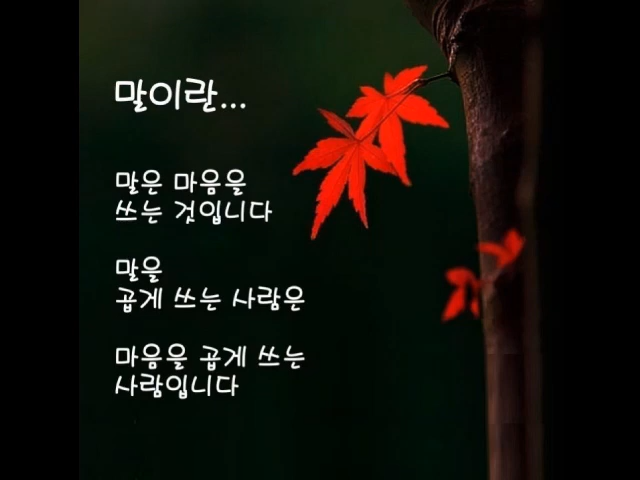 말이란...
말은 마음을
쓰는 것입니다
말을
곱게 쓰는 사람은
마음을 곱게 쓰는
사람입니다